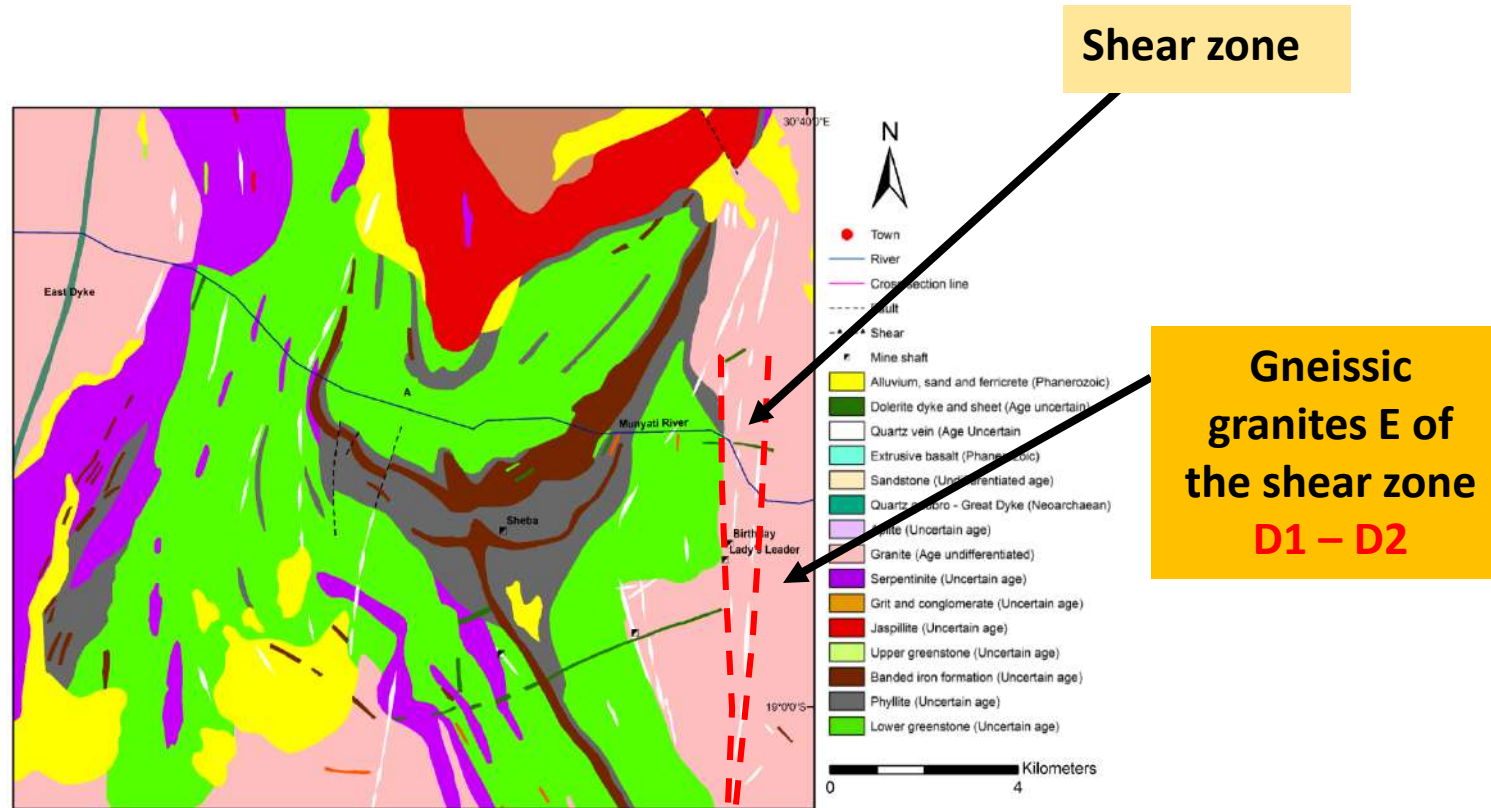 Shear zone
30°40'0"E
N
Town
River
Cross section line
Fault
Shear
Mine shaft
Alluvium, sand and ferricrete (Phanerozoic)
Dolerite dyke and sheet (Age uncertain)
Quartz vein (Age Uncertain
Extrusive basalt (Phanerozoic)
Sandstone (Undifferentiated age)
Quartz gabbro - Great Dyke (Neoarchaean)
Aplite (Uncertain age)
Granite (Age undifferentiated)
Serpentinite (Uncertain age)
Grit and conglomerate (Uncertain age)
Jaspillite (Uncertain age)
Upper greenstone (Uncertain age)
Banded iron formation (Uncertain age)
Phyllite (Uncertain age)
Lower greenstone (Uncertain age)
Kilometers
0 4
East Dyke
A
Munyati River
Sheba
Birthday
Lady's Leader
19°0'0"S
Gneissic
granites E of
the shear zone
D1 – D2